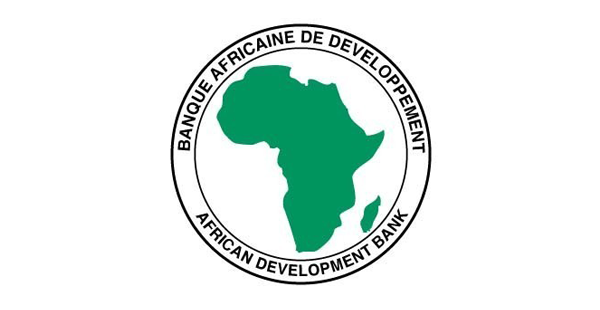 BANQUE AFRICAINE DE DEVELOPPEMENT
AFRICAN DEVELOPMENT BANK